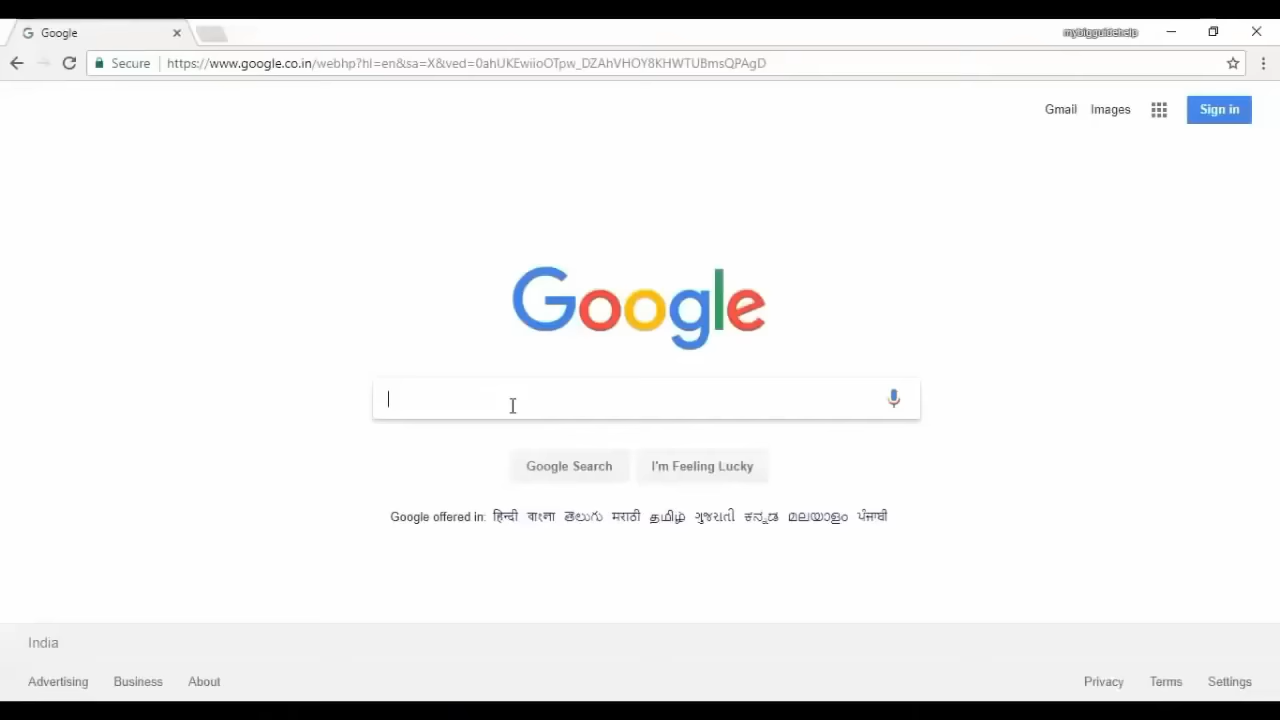 Google
mybigguidehelp
Secure
https://www.google.co.in/webhp?hl=en&sa=X&ved=0ahUKEwiioOTpw_DZAhVHOY8KHWTUBmsQPAgD
Gmail Images Sign in
Google
Google Search I'm Feeling Lucky
Google offered in: हिन्दी বাংলা తెలుగు मराठी தமிழ் ગુજરાતી ಕನ್ನಡ മലയാളം ਪੰਜਾਬੀ
India
Advertising Business About Privacy Terms Settings